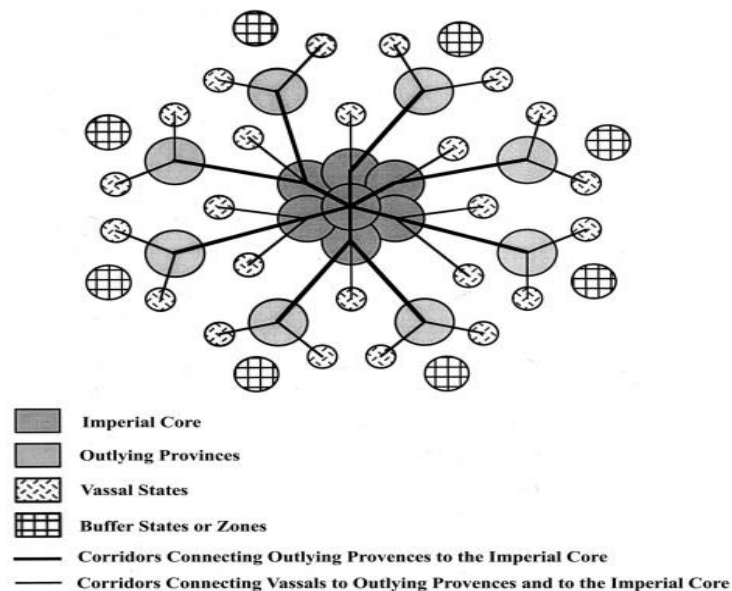 Imperial Core
Outlying Provinces
Vassal States
Buffer States or Zones
Corridors Connecting Outlying Provences to the Imperial Core
Corridors Connecting Vassals to Outlying Provences and to the Imperial Core